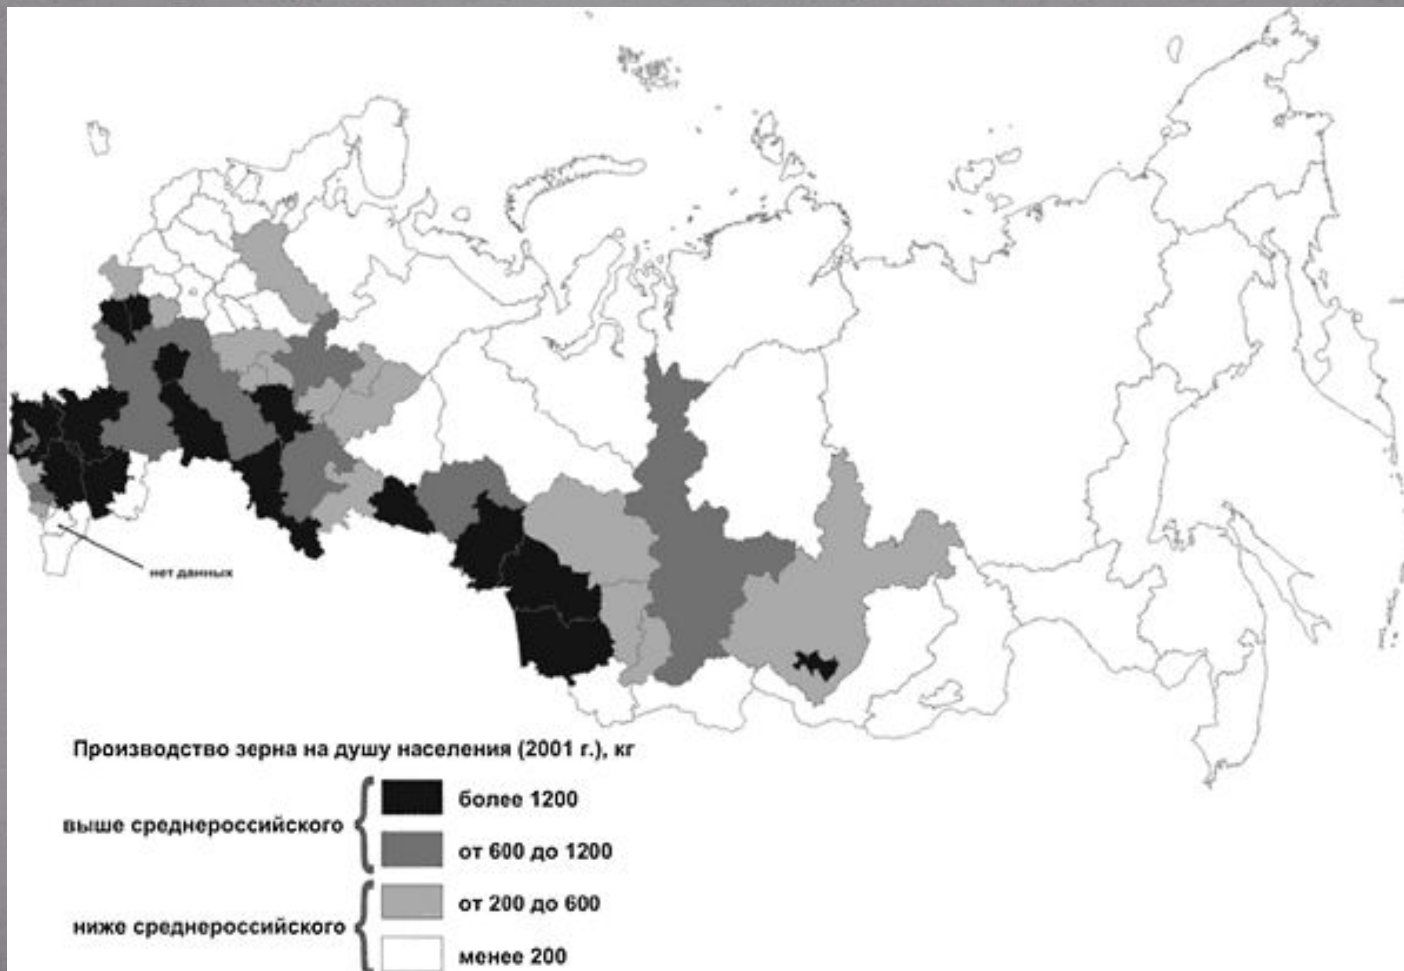 нет данных
Производство зерна на душу населения (2001 г.), кг
выше среднероссийского
более 1200
от 600 до 1200
ниже среднероссийского
от 200 до 600
менее 200